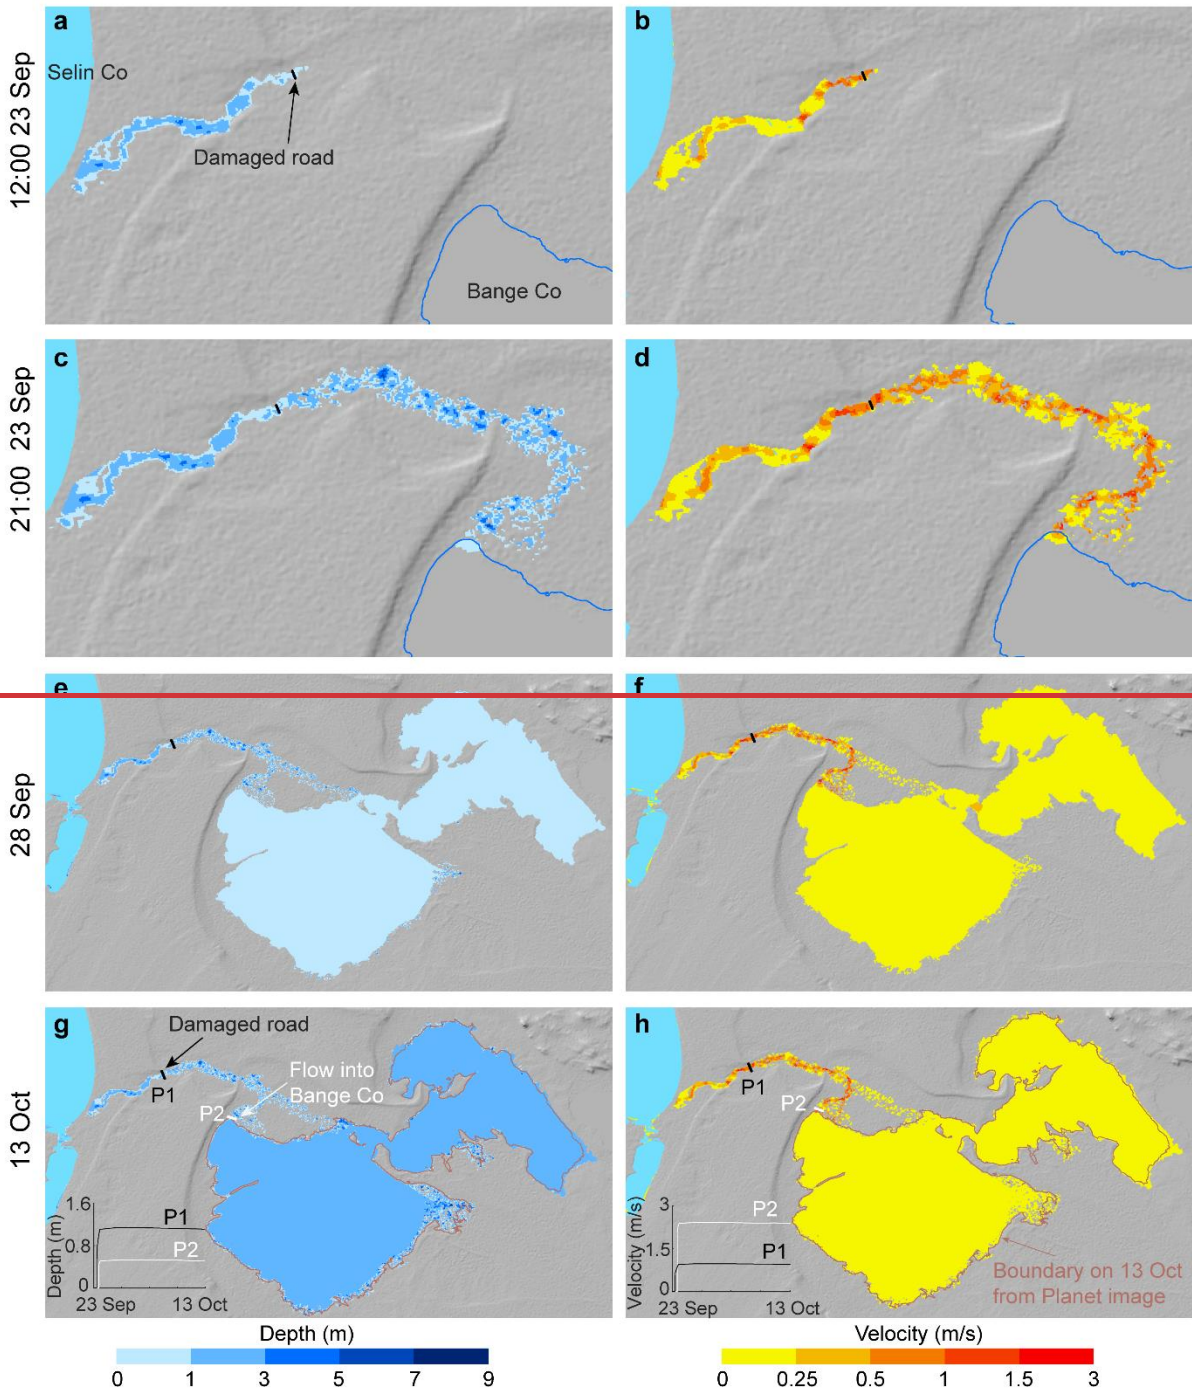 a
b
12:00 23 Sep
Selin Co
Damaged road
Bange Co
c
d
21:00 23 Sep
e
f
28 Sep
g
h
13 Oct
Damaged road
P1
Flow into
Bange Co
P2
1.6
0.8
0
Depth (m)
P1
P2
23 Sep
13 Oct
P1
P2
3
1.5
0
Velocity (m/s)
P2
P1
23 Sep
13 Oct
Boundary on 13 Oct
from Planet image
Depth (m)
0 1 3 5 7 9
Velocity (m/s)
0 0.25 0.5 1 1.5 3